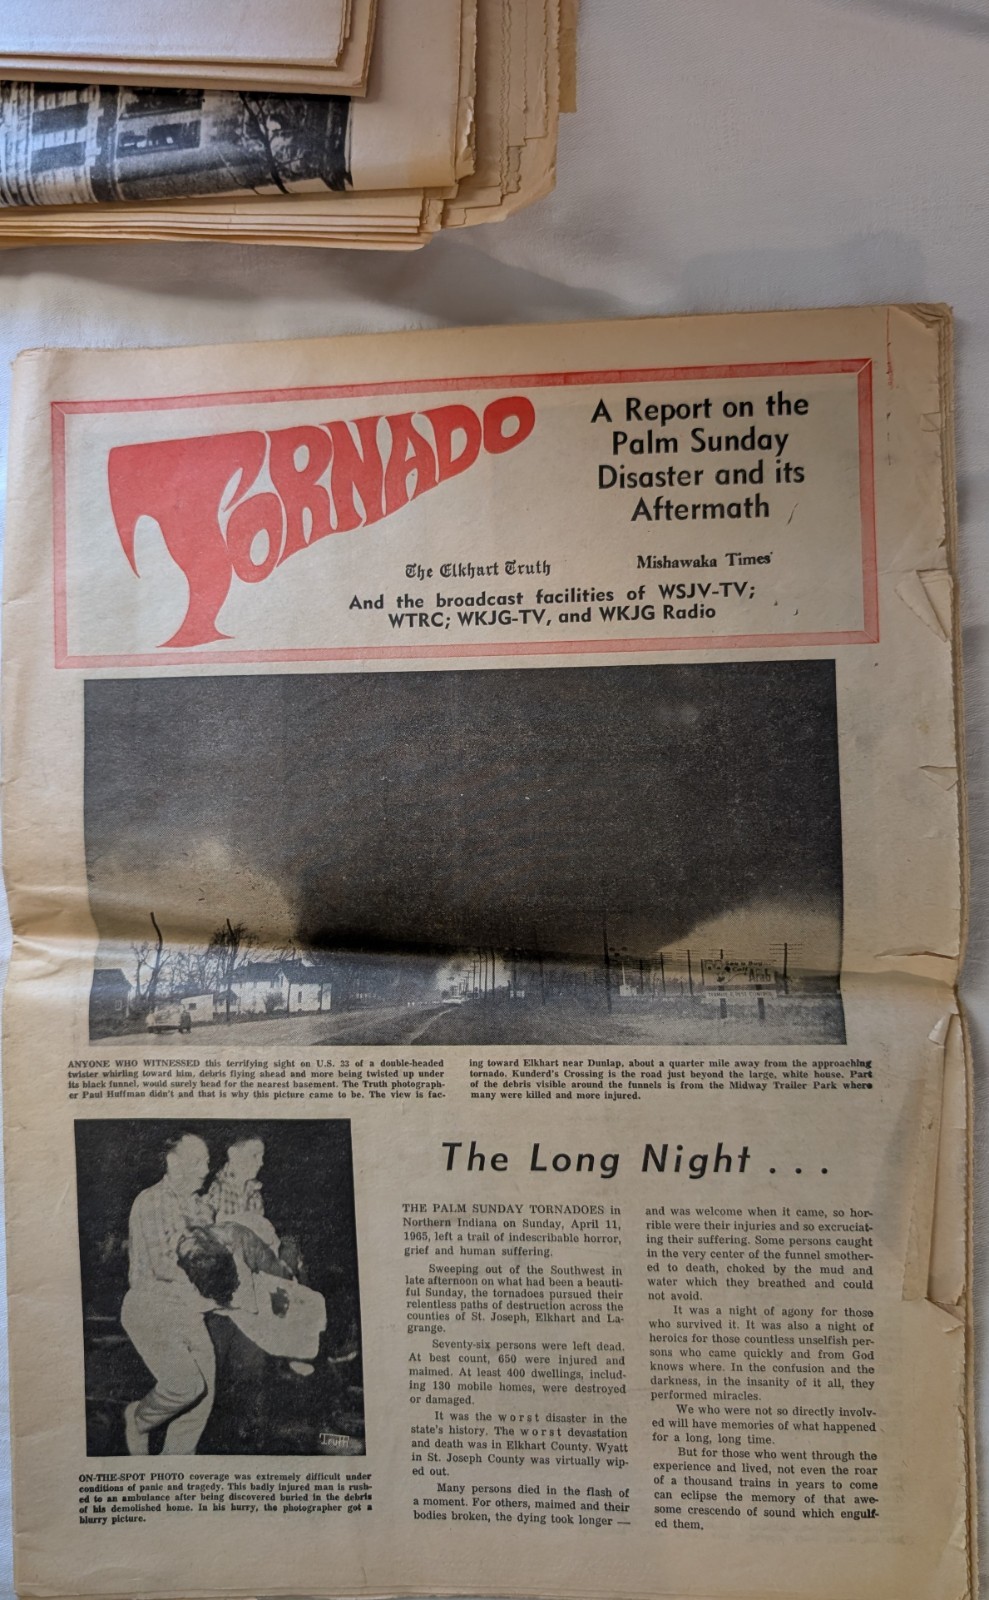 TORNADO
A Report on the
Palm Sunday
Disaster and its
Aftermath
The Elkhart Truth
Mishawaka Times
And the broadcast facilities of WSJV-TV;
WTRC; WKJG-TV, and WKJG Radio
Arab
ANYONE WHO WITNESSED this terrifying sight on U.S. 33 of a double-headed
twister whirling toward him, debris flying ahead and more being twisted up under
its black funnel, would surely head for the nearest basement. The Truth photograph-
er Paul Huffman didn't and that is why this picture came to be. The view is fac-
ing toward Elkhart near Dunlap, about a quarter mile away from the approaching
tornado. Kunderd's Crossing is the road just beyond the large, white house. Part
of the debris visible around the funnels is from the Midway Trailer Park where
many were killed and more injured.
Truth
ON-THE-SPOT PHOTO coverage was extremely difficult under
conditions of panic and tragedy. This badly injured man is rush-
ed to an ambulance after being discovered buried in the debris
of his demolished home. In his hurry, the photographer got a
blurry picture.
The Long Night . . .
THE PALM SUNDAY TORNADOES in
Northern Indiana on Sunday, April 11,
1965, left a trail of indescribable horror,
grief and human suffering.
Sweeping out of the Southwest in
late afternoon on what had been a beauti-
ful Sunday, the tornadoes pursued their
relentless paths of destruction across the
counties of St. Joseph, Elkhart and La-
grange.
Seventy-six persons were left dead.
At best count, 650 were injured and
maimed. At least 400 dwellings, includ-
ing 130 mobile homes, were destroyed
or damaged.
It was the worst disaster in the
state's history. The worst devastation
and death was in Elkhart County. Wyatt
in St. Joseph County was virtually wip-
ed out.
Many persons died in the flash of
a moment. For others, maimed and their
bodies broken, the dying took longer —
and was welcome when it came, so hor-
rible were their injuries and so excruciat-
ing their suffering. Some persons caught
in the very center of the funnel smother-
ed to death, choked by the mud and
water which they breathed and could
not avoid.
It was a night of agony for those
who survived it. It was also a night of
heroics for those countless unselfish per-
sons who came quickly and from God
knows where. In the confusion and the
darkness, in the insanity of it all, they
performed miracles.
We who were not so directly involv-
ed will have memories of what happened
for a long, long time.
But for those who went through the
experience and lived, not even the roar
of a thousand trains in years to come
can eclipse the memory of that awe-
some crescendo of sound which engulf-
ed them.